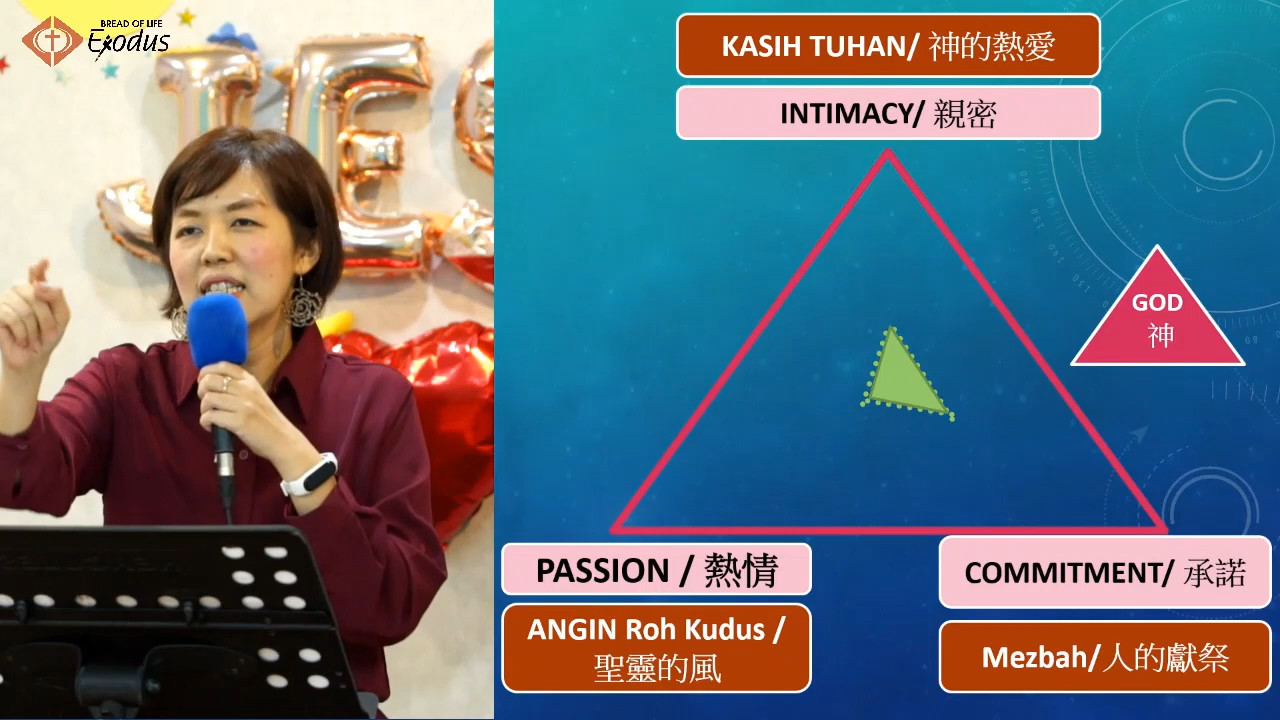 BREAD OF LIFE
Exodus
JES
KASIH TUHAN/ 神的熱愛
INTIMACY/ 親密
GOD
神
PASSION / 熱情
COMMITMENT/ 承諾
ANGIN Roh Kudus /
聖靈的風
Mezbah/人的獻祭